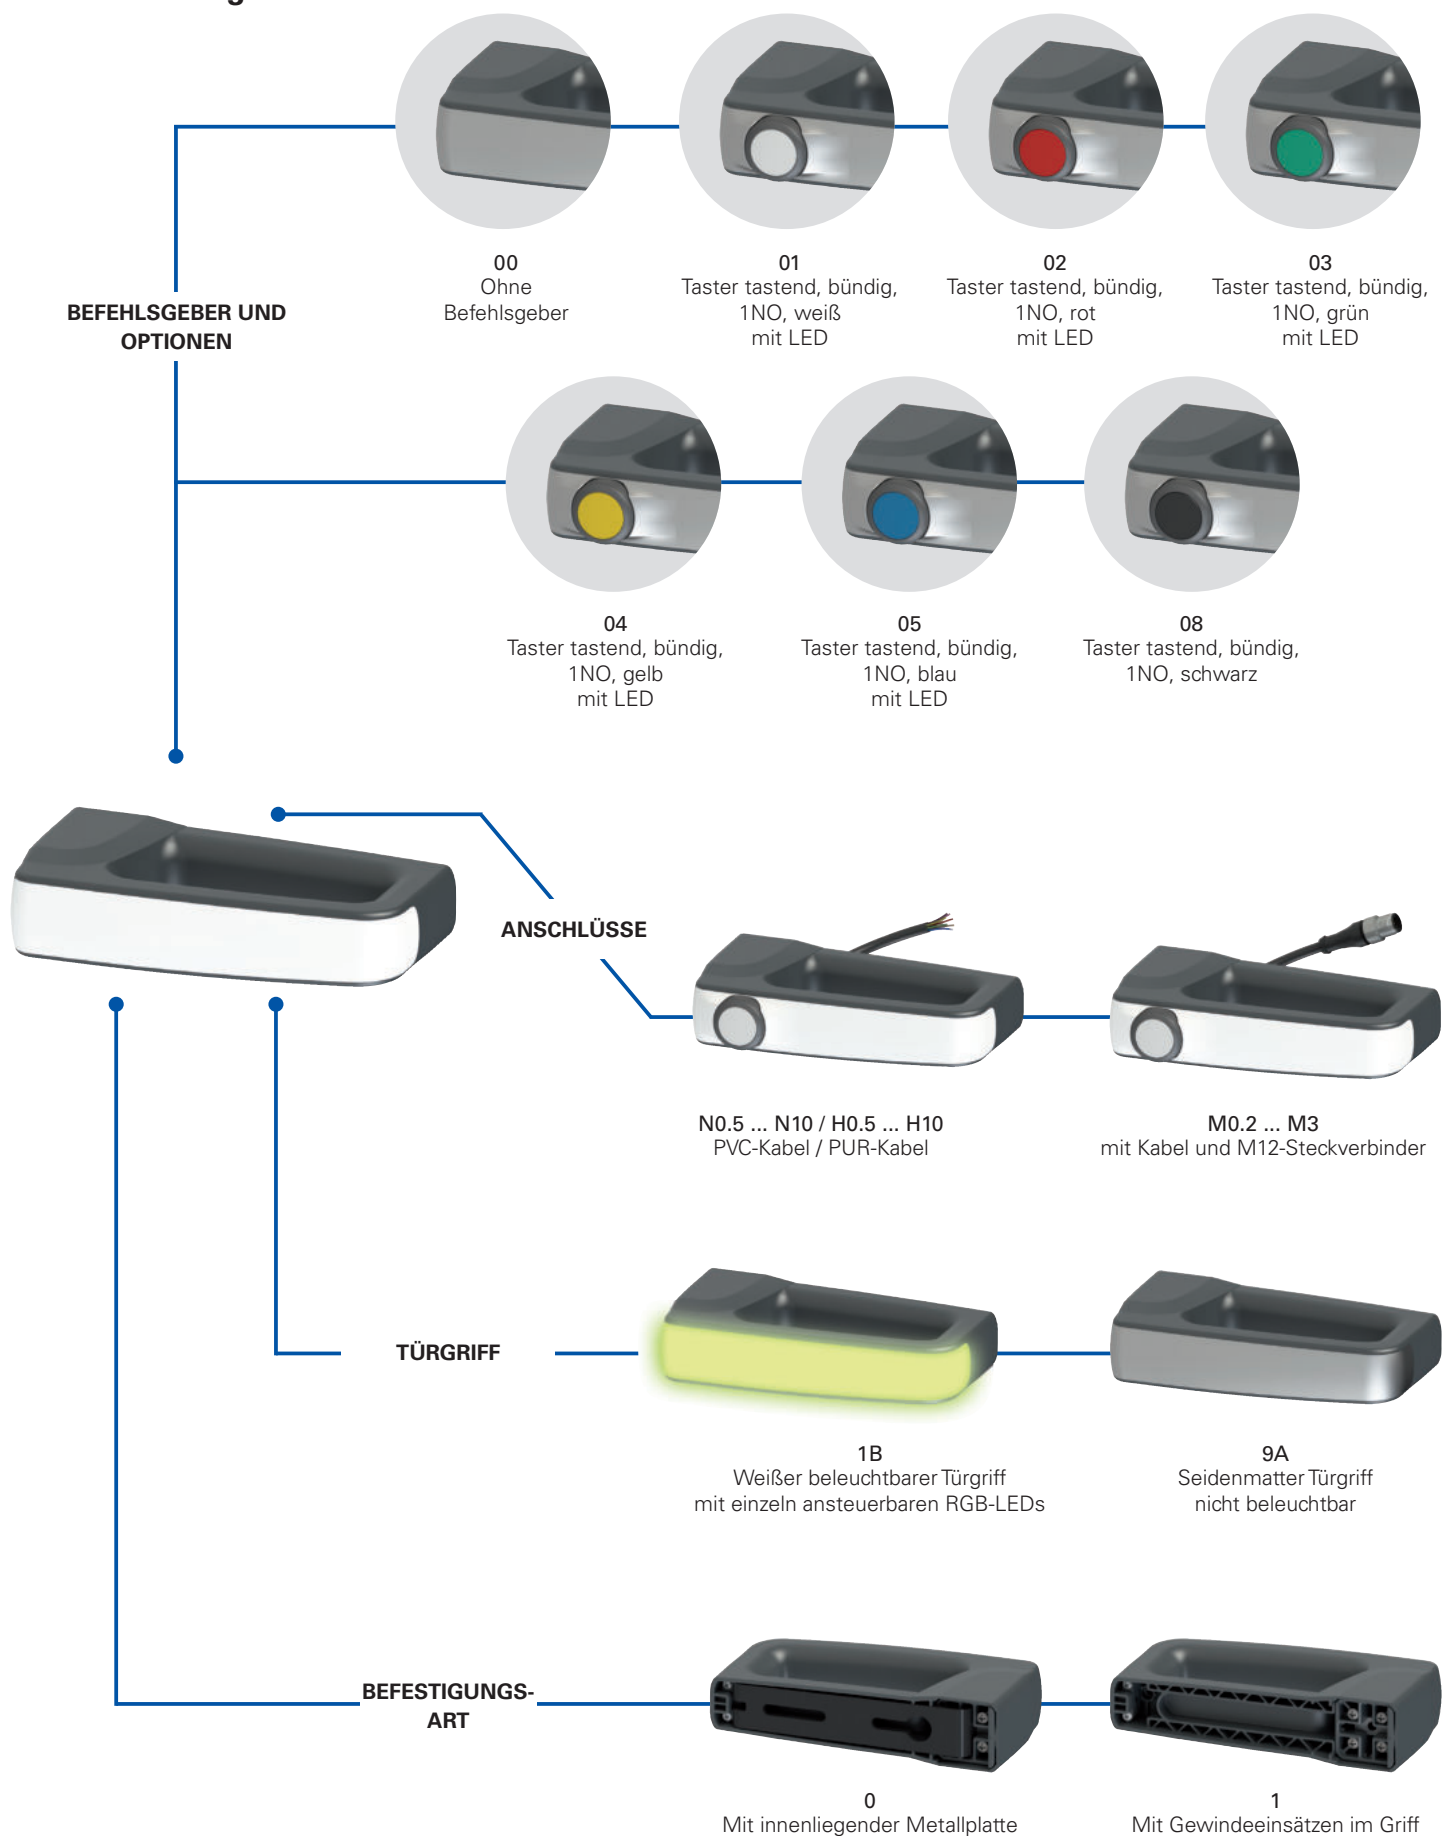 00
Ohne
Befehlsgeber
01
Taster tastend, bündig,
1NO, weiß
mit LED
02
Taster tastend, bündig,
1NO, rot
mit LED
03
Taster tastend, bündig,
1NO, grün
mit LED
BEFEHLSGEBER UND
OPTIONEN
04
Taster tastend, bündig,
1NO, gelb
mit LED
05
Taster tastend, bündig,
1NO, blau
mit LED
08
Taster tastend, bündig,
1NO, schwarz
ANSCHLÜSSE
N0.5 ... N10 / H0.5 ... H10
PVC-Kabel / PUR-Kabel
M0.2 ... M3
mit Kabel und M12-Steckverbinder
TÜRGRIFF
1B
Weißer beleuchtbarer Türgriff
mit einzeln ansteuerbaren RGB-LEDs
9A
Seidenmatter Türgriff
nicht beleuchtbar
BEFESTIGUNGS-
ART
0
Mit innenliegender Metallplatte
1
Mit Gewindeeinsätzen im Griff